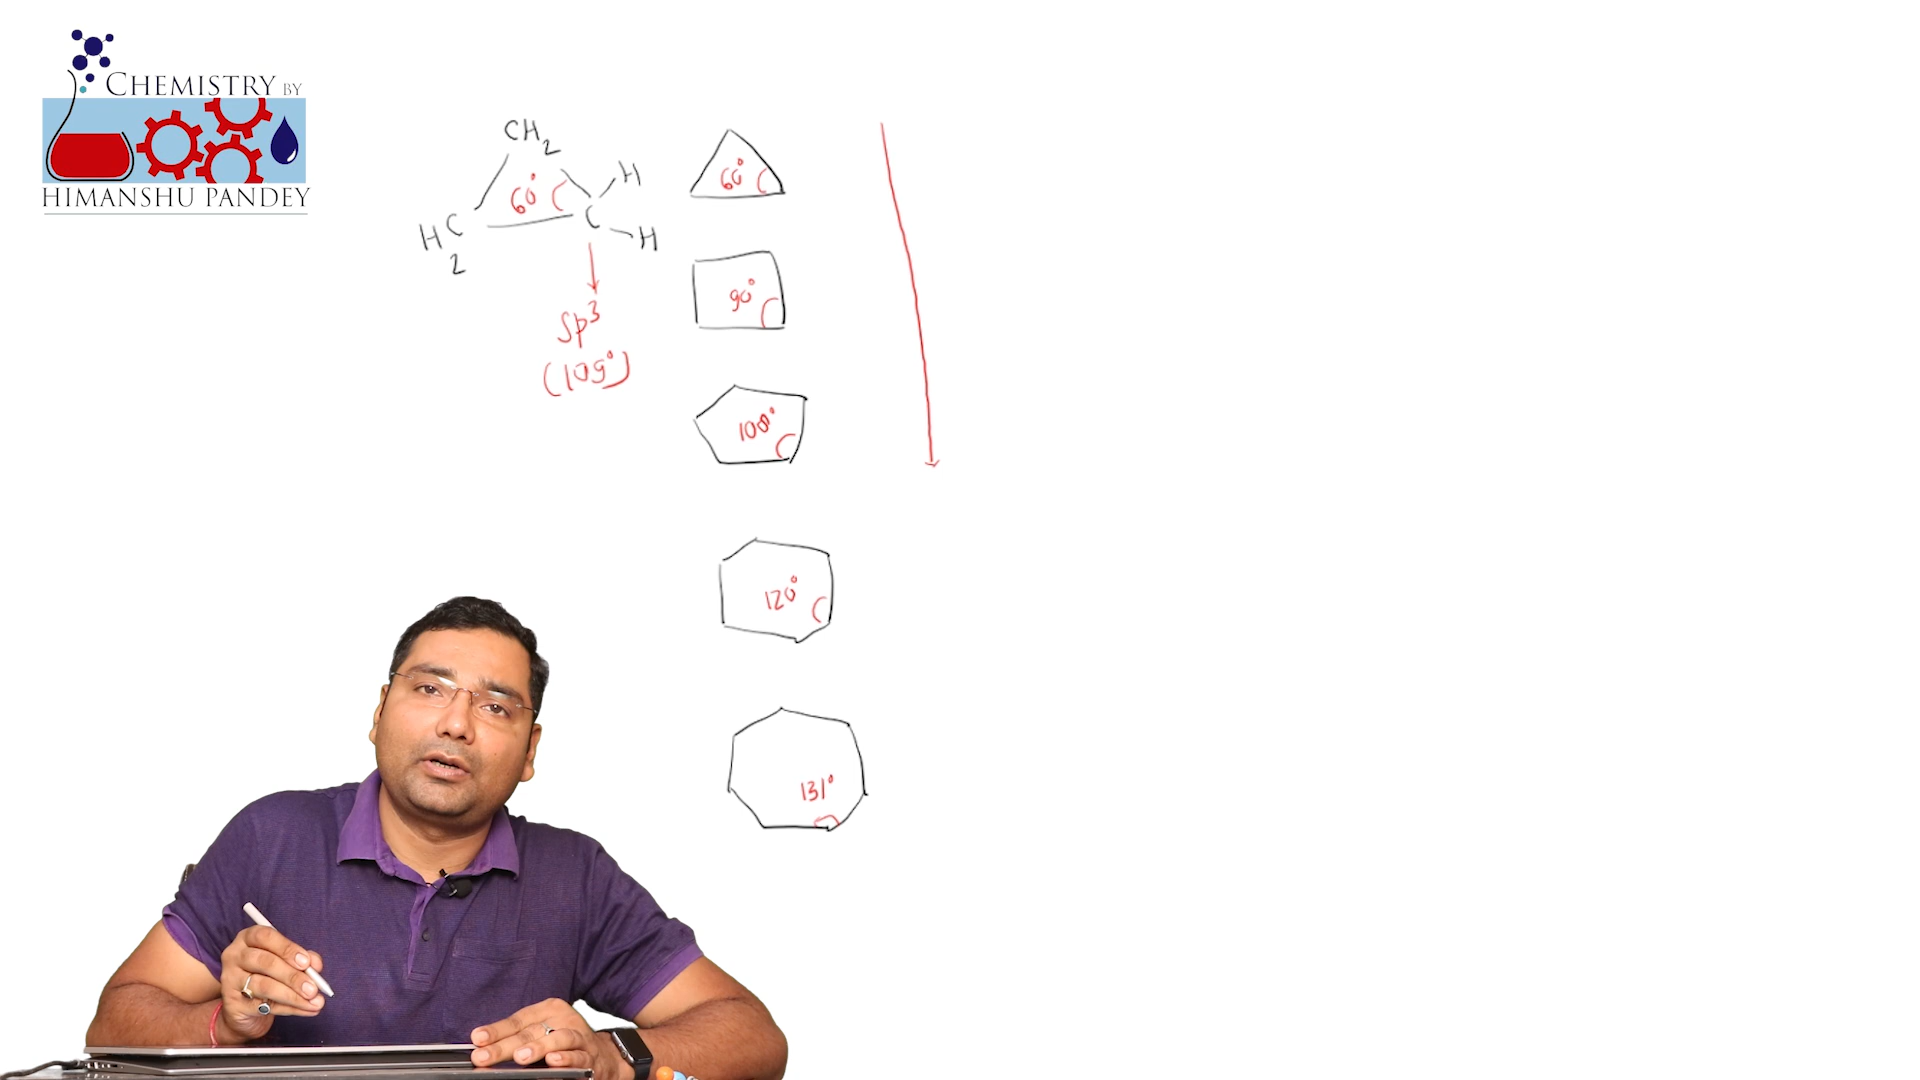 CHEMISTRY BY
HIMANSHU PANDEY
CH2
60°
H
H2C
C
H
sp3
(109°)
60°
90°
108°
120°
131°